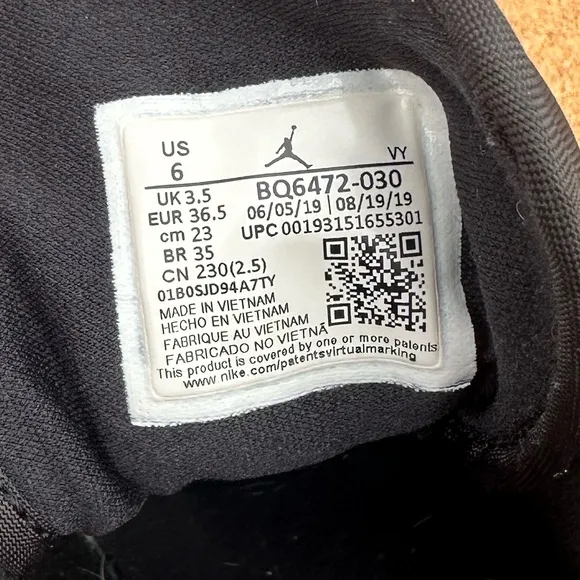 US
6
VY
UK 3.5
BQ6472-030
EUR 36.5
06/05/19 | 08/19/19
cm 23
UPC 00193151655301
BR 35
CN 230(2.5)
01B0SJD94A7TY
MADE IN VIETNAM
HECHO EN VIETNAM
FABRIQUE AU VIETNAM
FABRICADO NO VIETNÃ
This product is covered by one or more patents
www.nike.com/patentsvirtualmarking